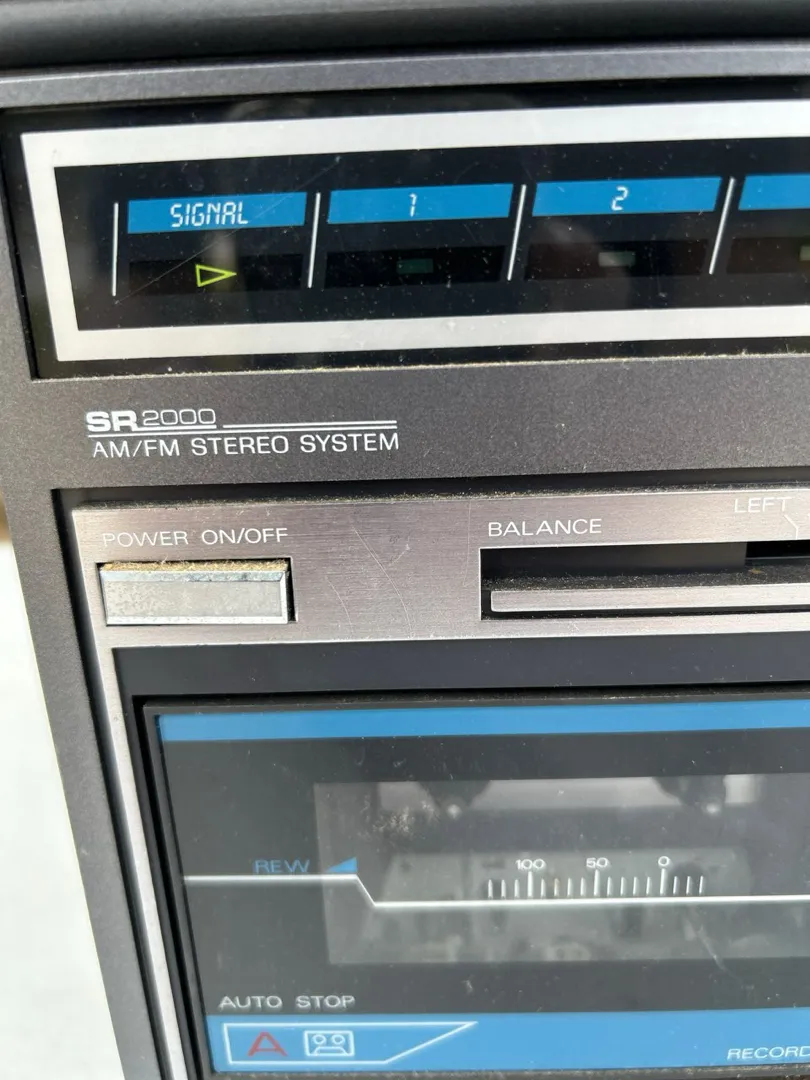 SIGNAL 1 2
SR2000
AM/FM STEREO SYSTEM
POWER ON/OFF BALANCE LEFT
REW 100 50 0
AUTO STOP
A RECORD